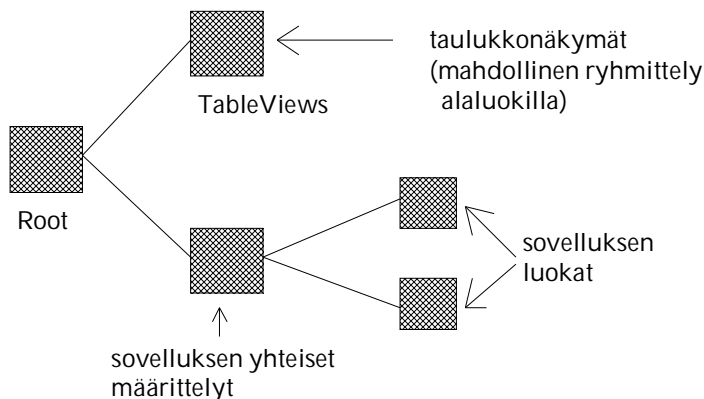 taulukkonäkymät
(mahdollinen ryhmittely
alaluokilla)
TableViews
Root
sovelluksen
luokat
sovelluksen yhteiset
määrittelyt